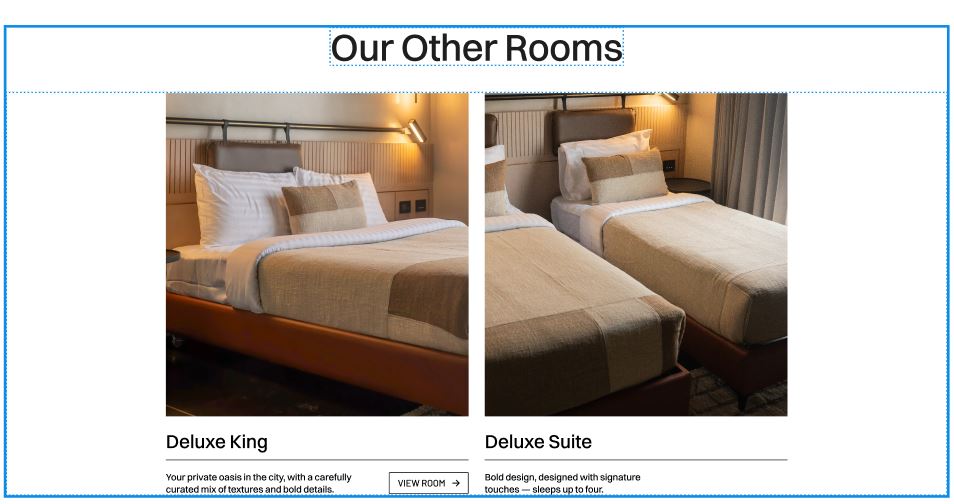 Our Other Rooms
Deluxe King
Deluxe Suite
Your private oasis in the city, with a carefully
curated mix of textures and bold details.
VIEW ROOM →
Bold design, designed with signature
touches — sleeps up to four.